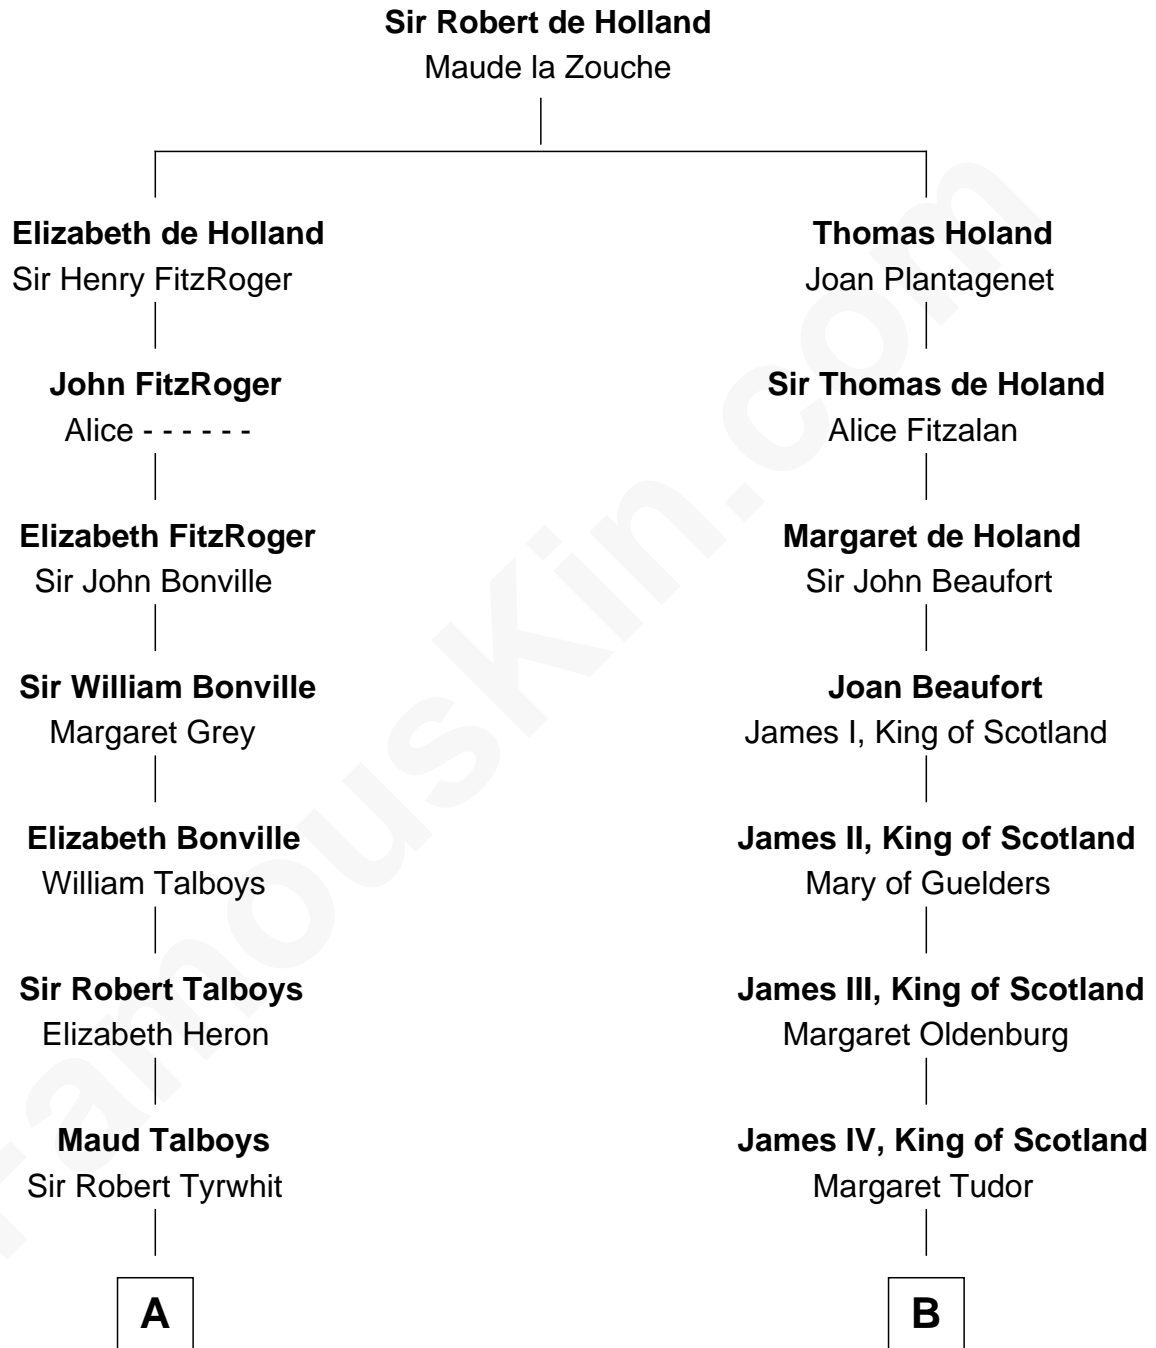 Sir Robert de Holland
Maude la Zouche
Elizabeth de Holland
Sir Henry FitzRoger
Thomas Holand
Joan Plantagenet
John FitzRoger
Alice - - - - - -
Sir Thomas de Holand
Alice Fitzalan
Elizabeth FitzRoger
Sir John Bonville
Margaret de Holand
Sir John Beaufort
Sir William Bonville
Margaret Grey
Joan Beaufort
James I, King of Scotland
Elizabeth Bonville
William Talboys
James II, King of Scotland
Mary of Guelders
Sir Robert Talboys
Elizabeth Heron
James III, King of Scotland
Margaret Oldenburg
Maud Talboys
Sir Robert Tyrwhit
James IV, King of Scotland
Margaret Tudor
A
B
FamousKin.com